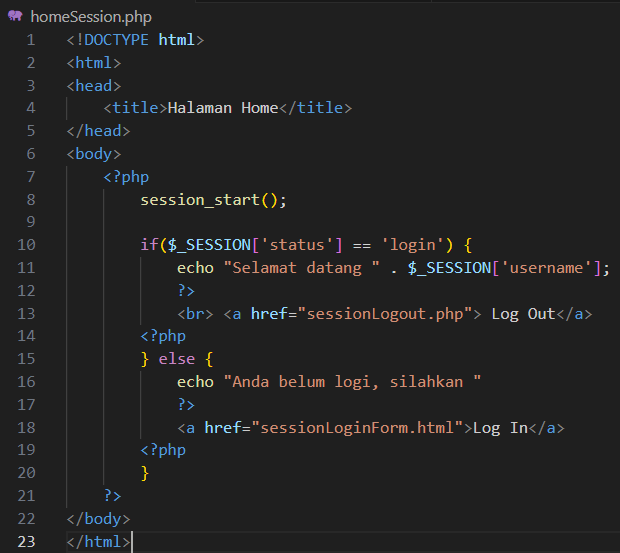 homeSession.php
1 <!DOCTYPE html>
2 <html>
3 <head>
4     <title>Halaman Home</title>
5 </head>
6 <body>
7     <?php
8         session_start();
9
10         if($_SESSION['status'] == 'login') {
11             echo "Selamat datang " . $_SESSION['username'];
12             ?>
13             <br> <a href="sessionLogout.php"> Log Out</a>
14         <?php
15         } else {
16             echo "Anda belum logi, silahkan "
17             ?>
18             <a href="sessionLoginForm.html">Log In</a>
19         <?php
20         }
21     ?>
22 </body>
23 </html>